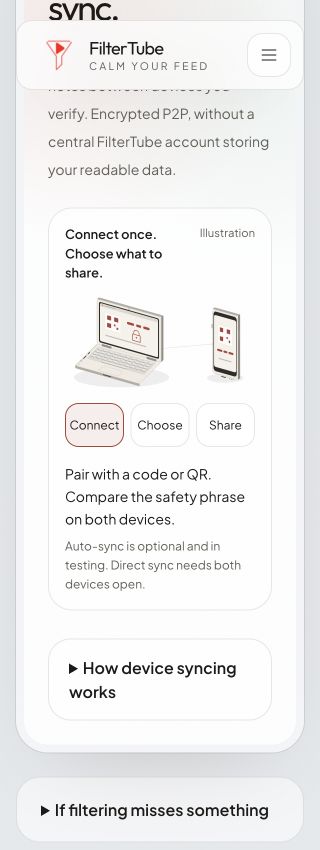 sync.
FilterTube
CALM YOUR FEED
verify. Encrypted P2P, without a
central FilterTube account storing
your readable data.
Connect once.
Choose what to
share.
Illustration
Connect
Choose
Share
Pair with a code or QR.
Compare the safety phrase
on both devices.
Auto-sync is optional and in
testing. Direct sync needs both
devices open.
How device syncing
works
If filtering misses something